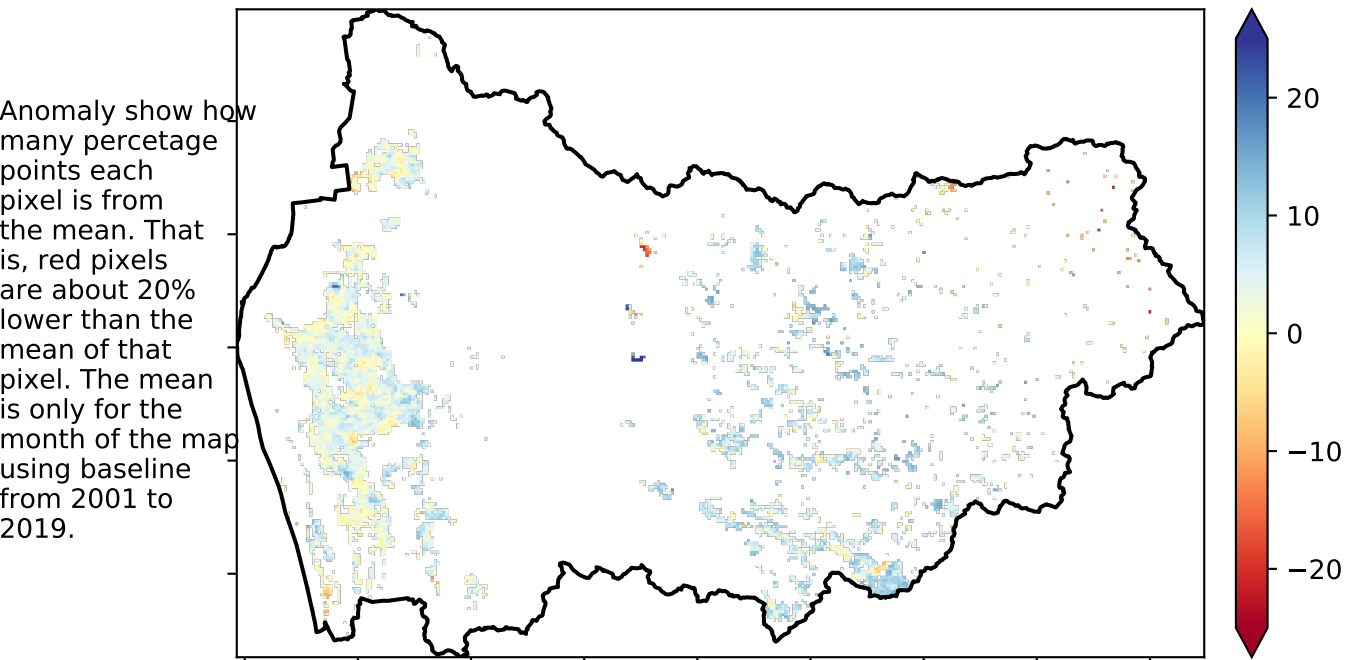 Anomaly show how
many percetage
points each
pixel is from
the mean. That
is, red pixels
are about 20%
lower than the
mean of that
pixel. The mean
is only for the
month of the map
using baseline
from 2001 to
2019.
20
10
0
−10
−20